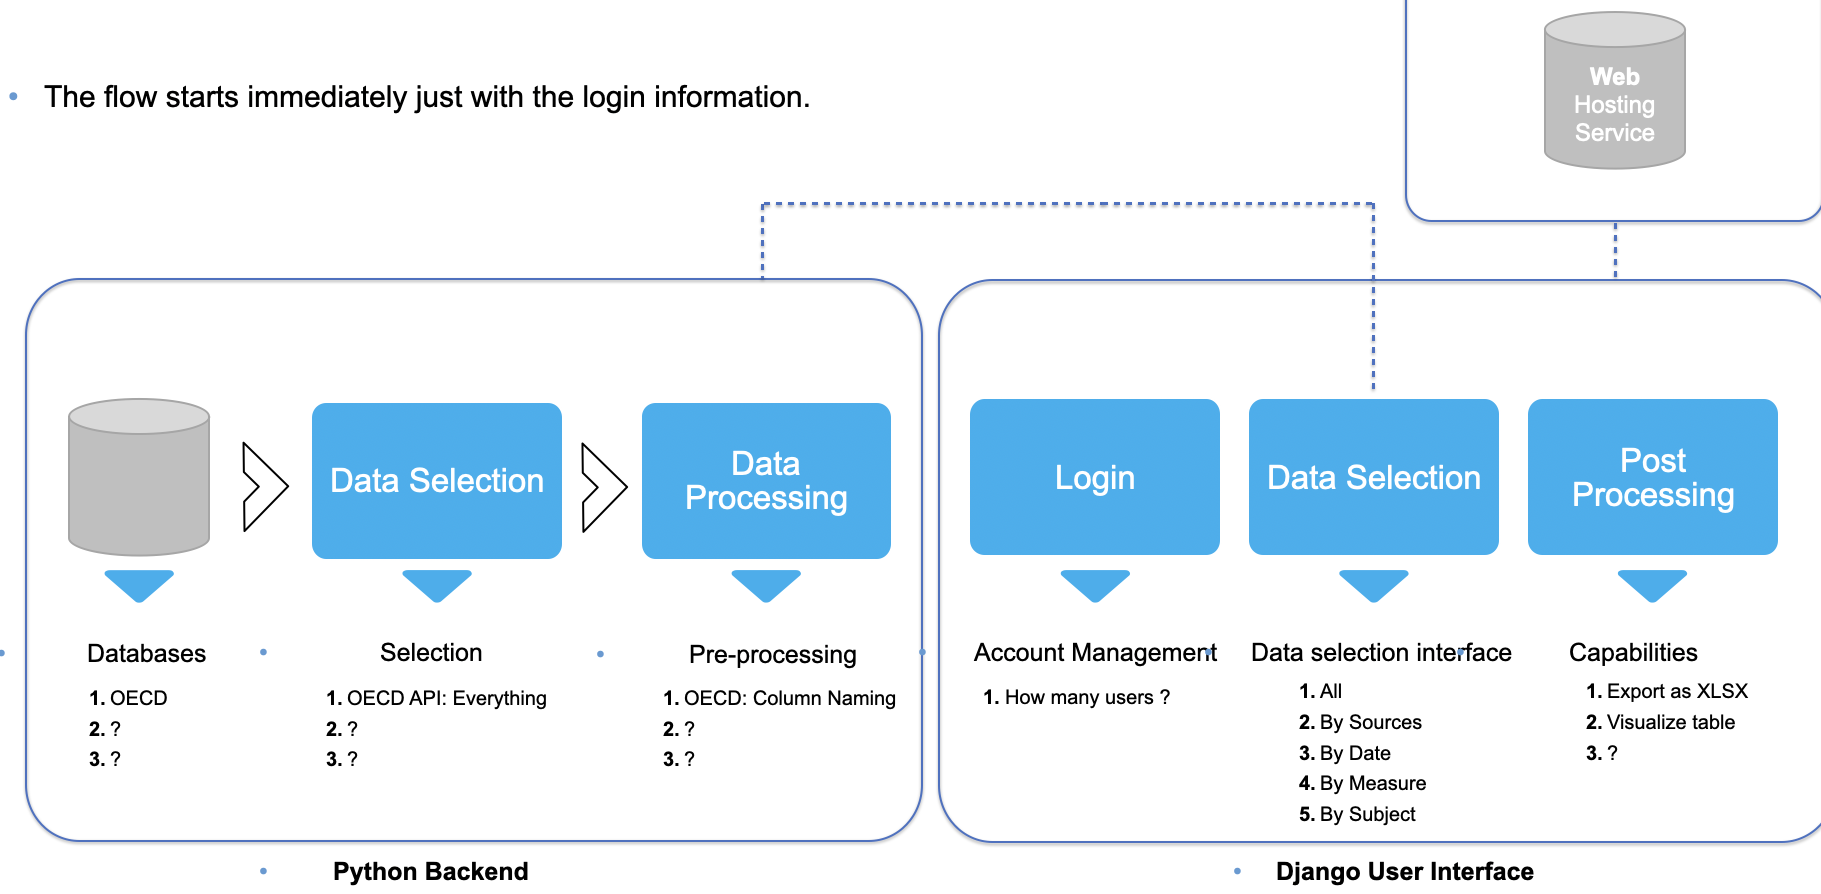 Web
Hosting
Service
The flow starts immediately just with the login information.
Data Selection
Data
Processing
Login
Data Selection
Post
Processing
Databases
1. OECD
2. ?
3. ?
Selection
1. OECD API: Everything
2. ?
3. ?
Pre-processing
1. OECD: Column Naming
2. ?
3. ?
Account Management
1. How many users ?
Data selection interface
1. All
2. By Sources
3. By Date
4. By Measure
5. By Subject
Capabilities
1. Export as XLSX
2. Visualize table
3. ?
Python Backend
Django User Interface